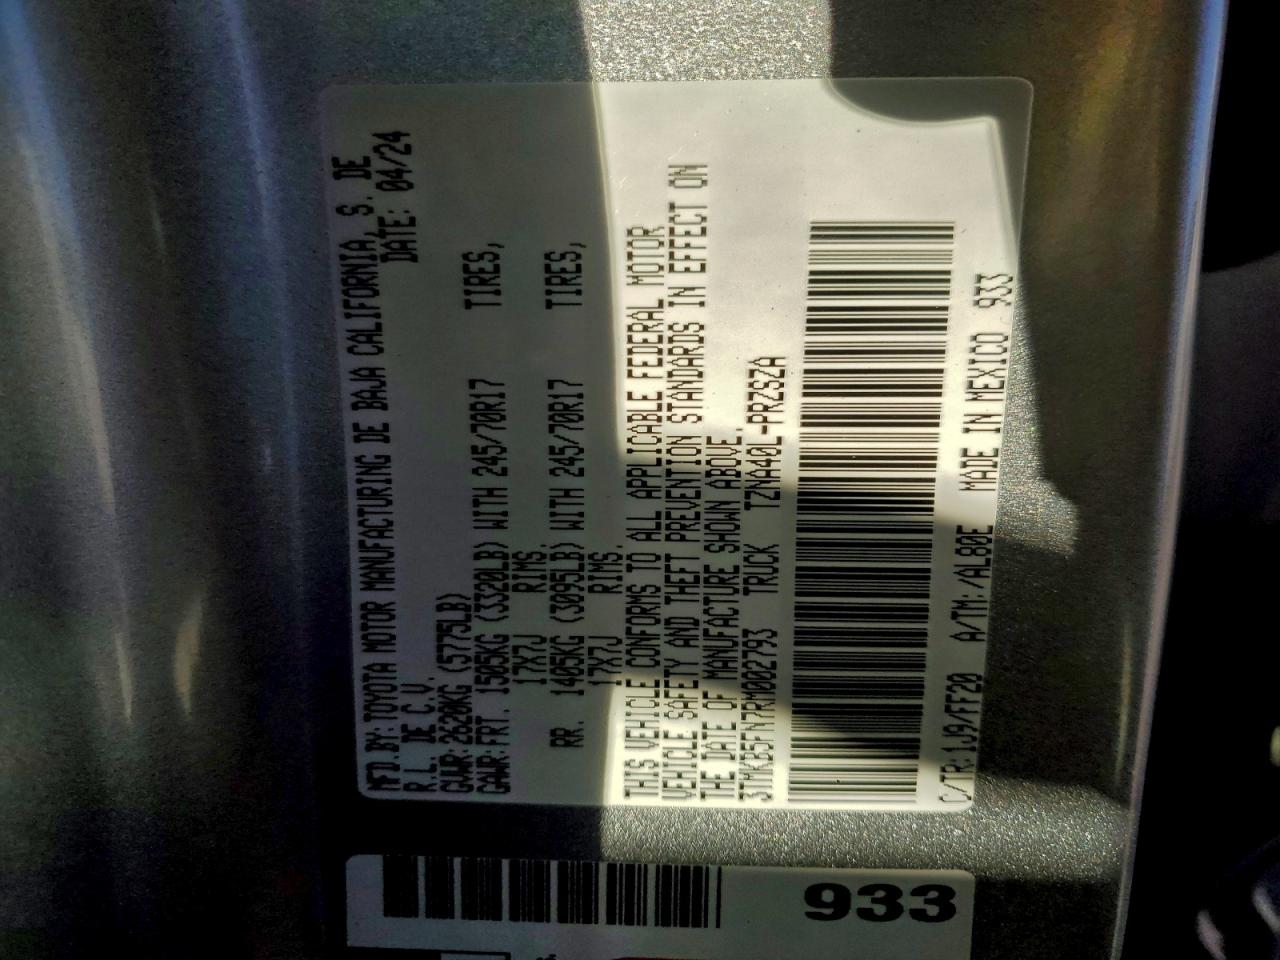 MFD.BY:TOYOTA MOTOR MANUFACTURING DE BAJA CALIFORNIA, S. DE
R.L. DE C.V. DATE: 04/24
GVWR:2620KG (5775LB)
GAWR:FRT. 1505KG (3320LB) WITH 245/70R17 TIRES,
17X7J RIMS,
RR. 1405KG (3095LB) WITH 245/70R17 TIRES,
17X7J RIMS,
THIS VEHICLE CONFORMS TO ALL APPLICABLE FEDERAL MOTOR
VEHICLE SAFETY AND THEFT PREVENTION STANDARDS IN EFFECT ON
THE DATE OF MANUFACTURE SHOWN ABOVE.
3TMKB5FN7RM002793 TRUCK TZNA40L-PRZSZA
C/TR:1J9/FF20 A/TM:/AL80E MADE IN MEXICO 933
933